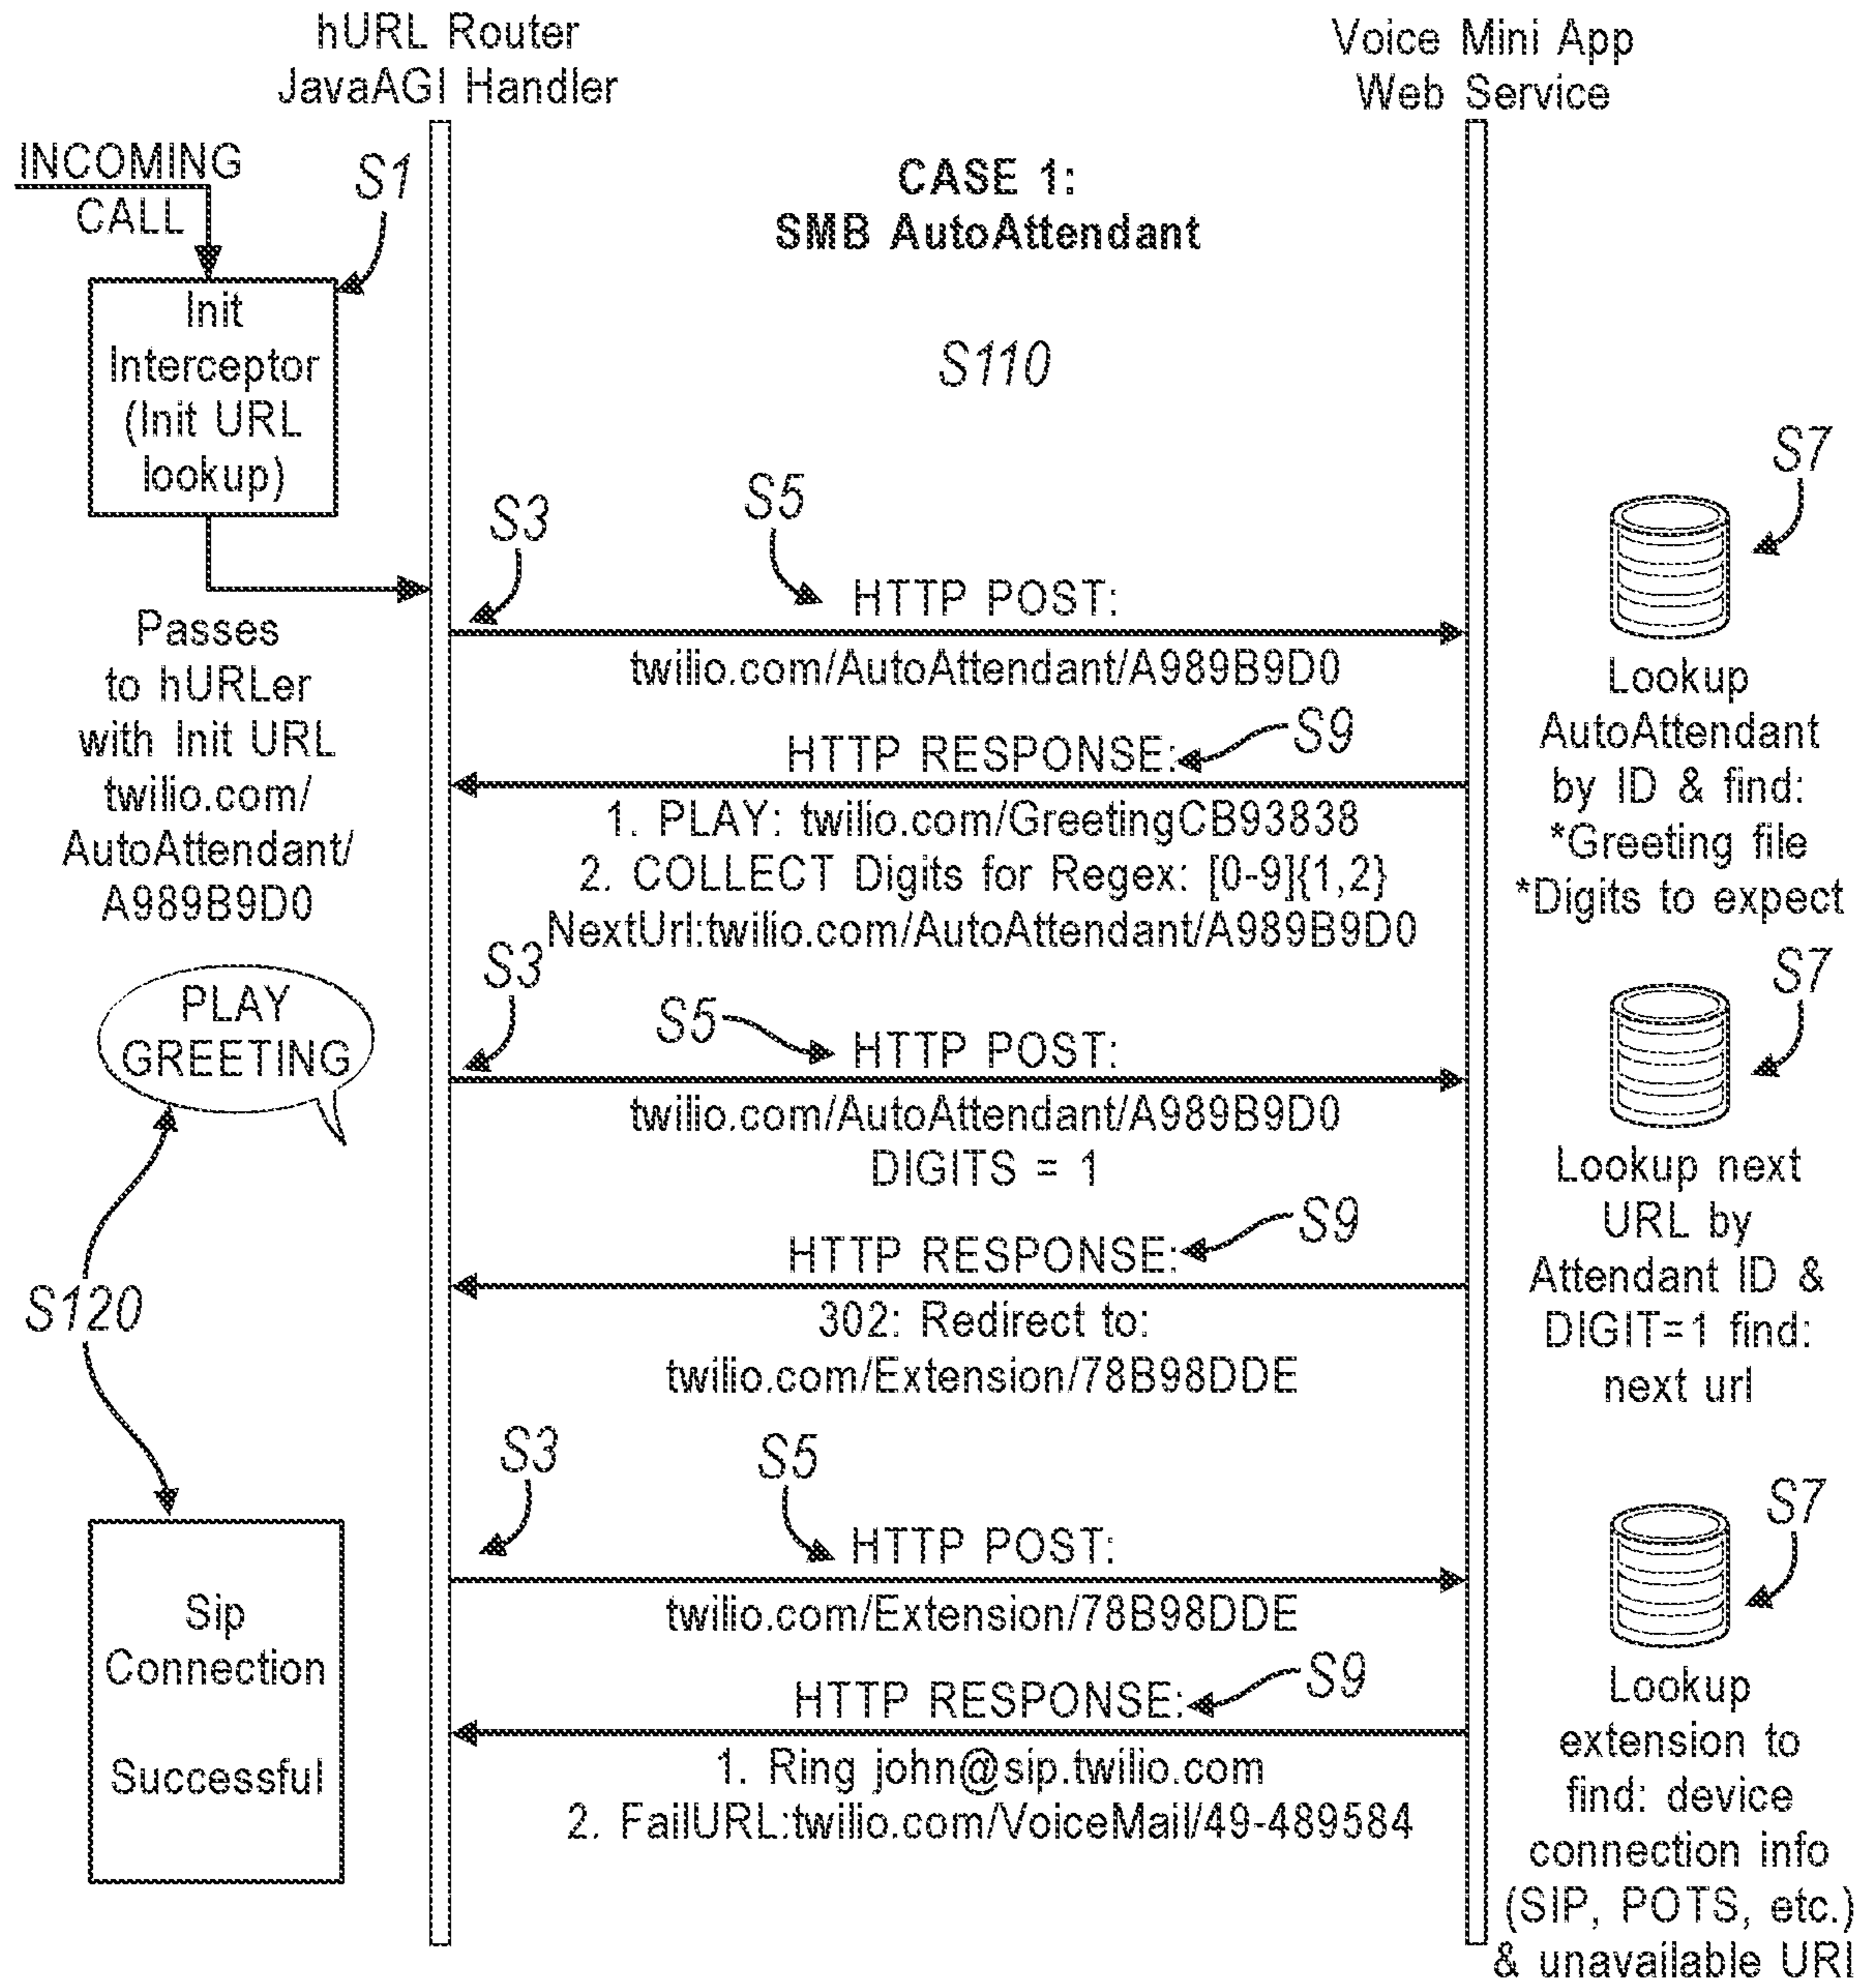 hURL Router
JavaAGI Handler
Voice Mini App
Web Service
INCOMING
CALL
S1
CASE 1:
SMB AutoAttendant
S110
Init
Interceptor
(Init URL
lookup)
Passes
to hURLer
with Init URL
twilio.com/
AutoAttendant/
A989B9D0
S3
S5
HTTP POST:
twilio.com/AutoAttendant/A989B9D0
S7
Lookup
AutoAttendant
by ID & find:
*Greeting file
*Digits to expect
HTTP RESPONSE:
S9
1. PLAY: twilio.com/GreetingCB93838
2. COLLECT Digits for Regex: [0-9]{1,2}
NextUrl:twilio.com/AutoAttendant/A989B9D0
PLAY
GREETING
S3
S5
HTTP POST:
twilio.com/AutoAttendant/A989B9D0
DIGITS = 1
S7
Lookup next
URL by
Attendant ID &
DIGIT=1 find:
next url
HTTP RESPONSE:
S9
302: Redirect to:
twilio.com/Extension/78B98DDE
S120
S3
S5
HTTP POST:
twilio.com/Extension/78B98DDE
S7
Lookup
extension to
find: device
connection info
(SIP, POTS, etc.)
& unavailable URI
Sip
Connection
Successful
HTTP RESPONSE:
S9
1. Ring john@sip.twilio.com
2. FailURL:twilio.com/VoiceMail/49-489584